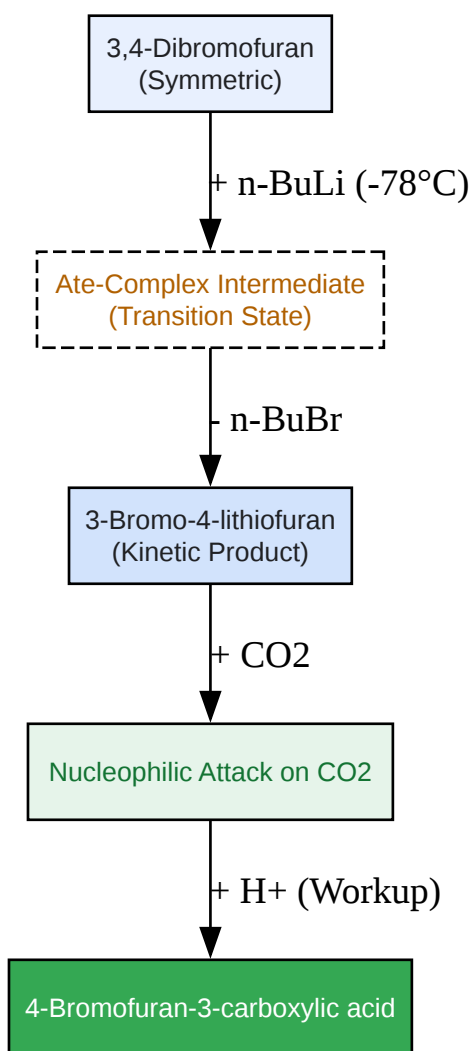 3,4-Dibromofuran
(Symmetric)
+ n-BuLi (-78°C)
Ate-Complex Intermediate
(Transition State)
- n-BuBr
3-Bromo-4-lithiofuran
(Kinetic Product)
+ CO2
Nucleophilic Attack on CO2
+ H+ (Workup)
4-Bromofuran-3-carboxylic acid